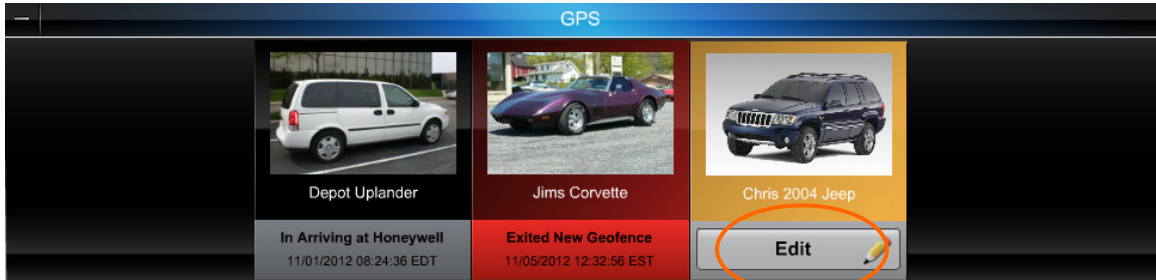 GPS
Depot Uplander
Jims Corvette
Chris 2004 Jeep
In Arriving at Honeywell
11/01/2012 08:24:36 EDT
Exited New Geofence
11/05/2012 12:32:56 EST
Edit